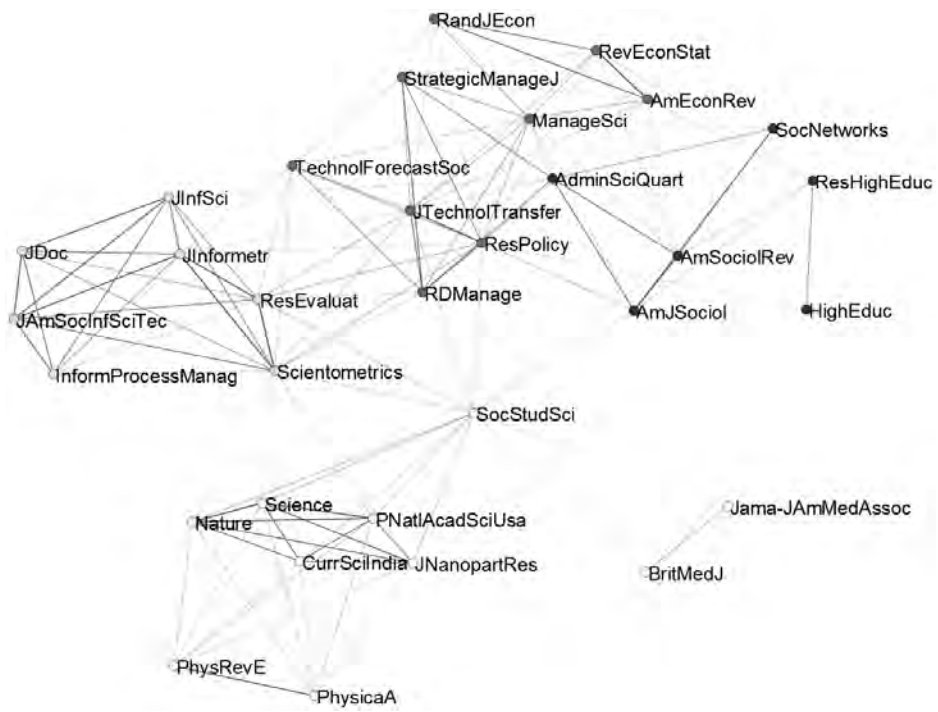 RandJEcon
RevEconStat
StrategicManageJ
AmEconRev
ManageSci
SocNetworks
TechnolForecastSoc
AdminSciQuart
ResHighEduc
JInfSci
JTechnolTransfer
ResPolicy
JDoc
JInformetr
AmSociolRev
RDManage
ResEvaluat
AmJSociol
HighEduc
JAmSocInfSciTec
InformProcessManag
Scientometrics
SocStudSci
Science
Jama-JAmMedAssoc
Nature
PNatlAcadSciUsa
CurrSciIndia
JNanopartRes
BritMedJ
PhysRevE
PhysicaA